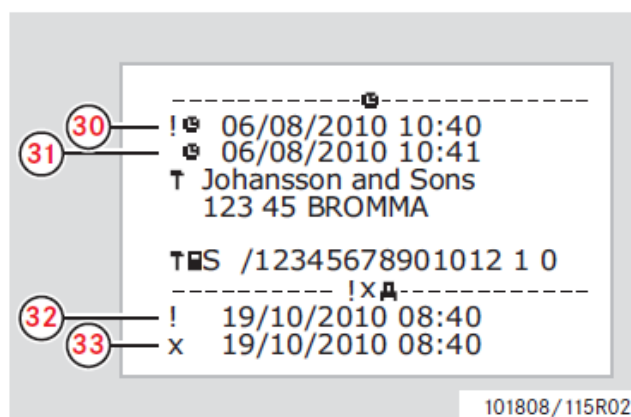 30 ! 06/08/2010 10:40
31 06/08/2010 10:41
Johansson and Sons
123 45 BROMMA
S /12345678901012 1 0
!x
32 ! 19/10/2010 08:40
33 x 19/10/2010 08:40
101808/115R02